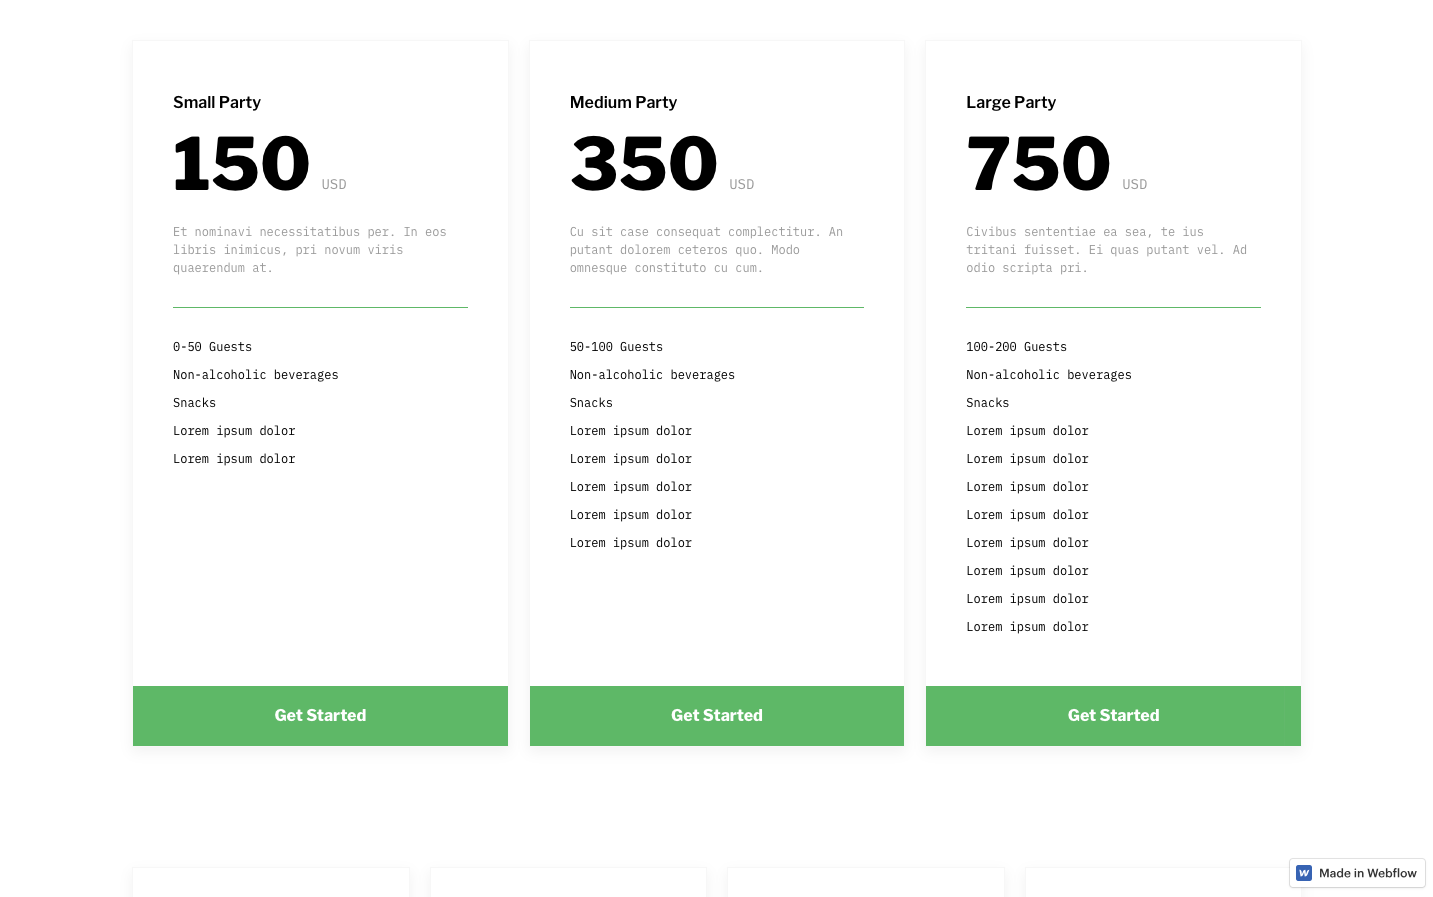 Small Party
150 USD
Et nominavi necessitatibus per. In eos
libris inimicus, pri novum viris
quaerendum at.
0-50 Guests
Non-alcoholic beverages
Snacks
Lorem ipsum dolor
Lorem ipsum dolor
Get Started
Medium Party
350 USD
Cu sit case consequat complectitur. An
putant dolorem ceteros quo. Modo
omnesque constituto cu cum.
50-100 Guests
Non-alcoholic beverages
Snacks
Lorem ipsum dolor
Lorem ipsum dolor
Lorem ipsum dolor
Lorem ipsum dolor
Lorem ipsum dolor
Get Started
Large Party
750 USD
Civibus sententiae ea sea, te ius
tritani fuisset. Ei quas putant vel. Ad
odio scripta pri.
100-200 Guests
Non-alcoholic beverages
Snacks
Lorem ipsum dolor
Lorem ipsum dolor
Lorem ipsum dolor
Lorem ipsum dolor
Lorem ipsum dolor
Lorem ipsum dolor
Lorem ipsum dolor
Lorem ipsum dolor
Get Started
Made in Webflow